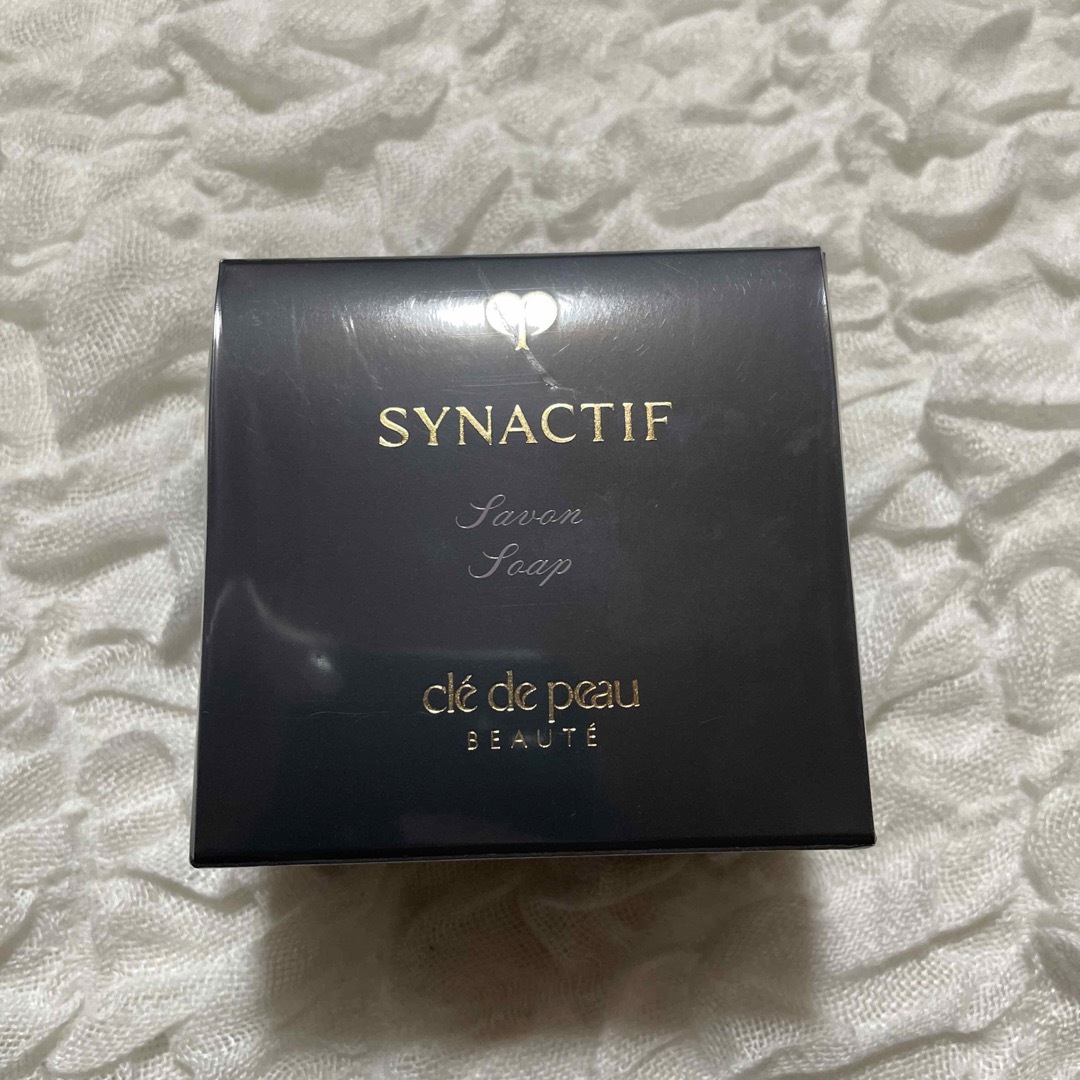 SYNACTIF
Savon
Soap
clé de peau
BEAUTÉ